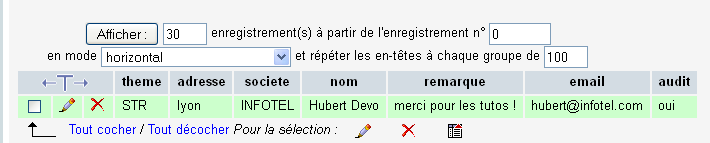 Afficher : 30 enregistrement(s) à partir de l'enregistrement n° 0
en mode horizontal et répéter les en-têtes à chaque groupe de 100
theme adresse societe nom remarque email audit
STR lyon INFOTEL Hubert Devo merci pour les tutos ! hubert@infotel.com oui
Tout cocher / Tout décocher Pour la sélection :